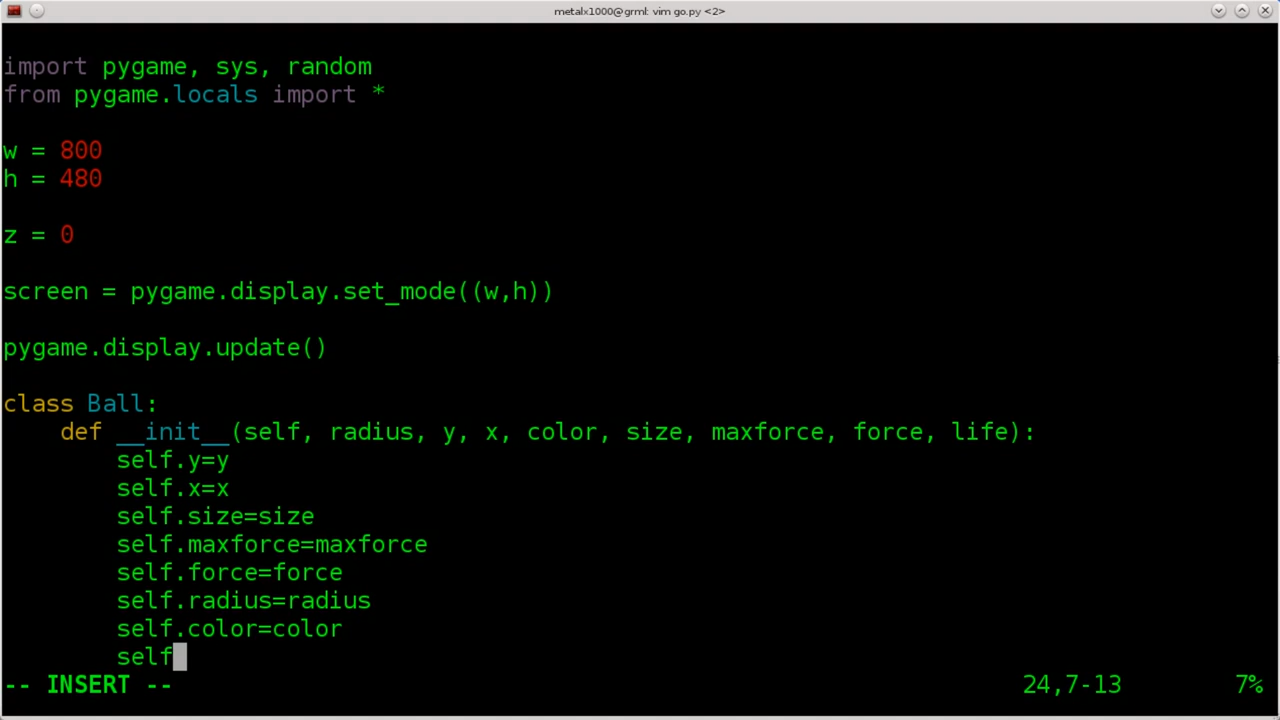 metalx1000@grml: vim go.py <2>
import pygame, sys, random
from pygame.locals import *
w = 800
h = 480
z = 0
screen = pygame.display.set_mode((w,h))
pygame.display.update()
class Ball:
    def __init__(self, radius, y, x, color, size, maxforce, force, life):
        self.y=y
        self.x=x
        self.size=size
        self.maxforce=maxforce
        self.force=force
        self.radius=radius
        self.color=color
        self
-- INSERT -- 24,7-13 7%